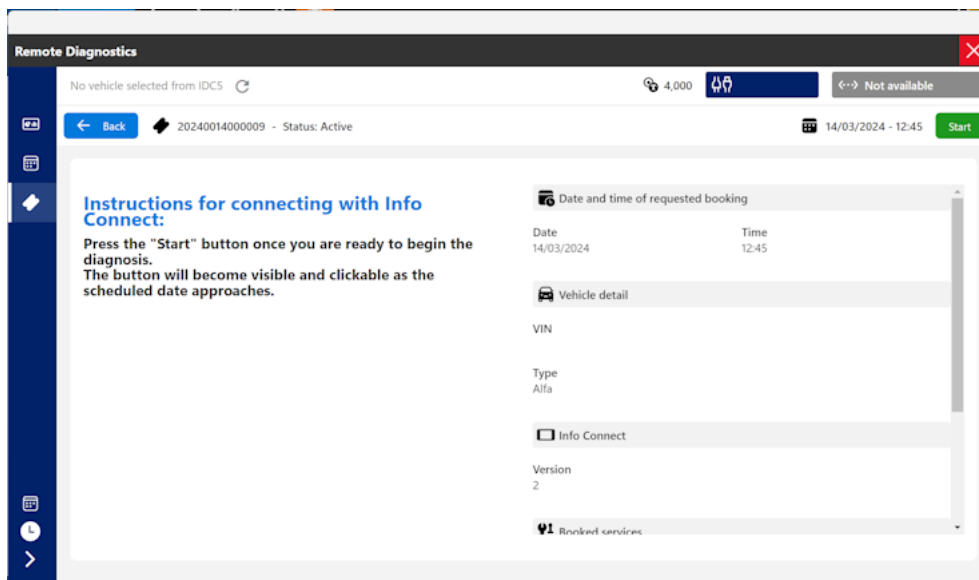 Remote Diagnostics
No vehicle selected from IDC5
4,000
Not available
Back
20240014000009 - Status: Active
14/03/2024 - 12:45
Start
Instructions for connecting with Info
Connect:
Press the "Start" button once you are ready to begin the
diagnosis.
The button will become visible and clickable as the
scheduled date approaches.
Date and time of requested booking
Date
Time
14/03/2024
12:45
Vehicle detail
VIN
Type
Alfa
Info Connect
Version
2
Booked services